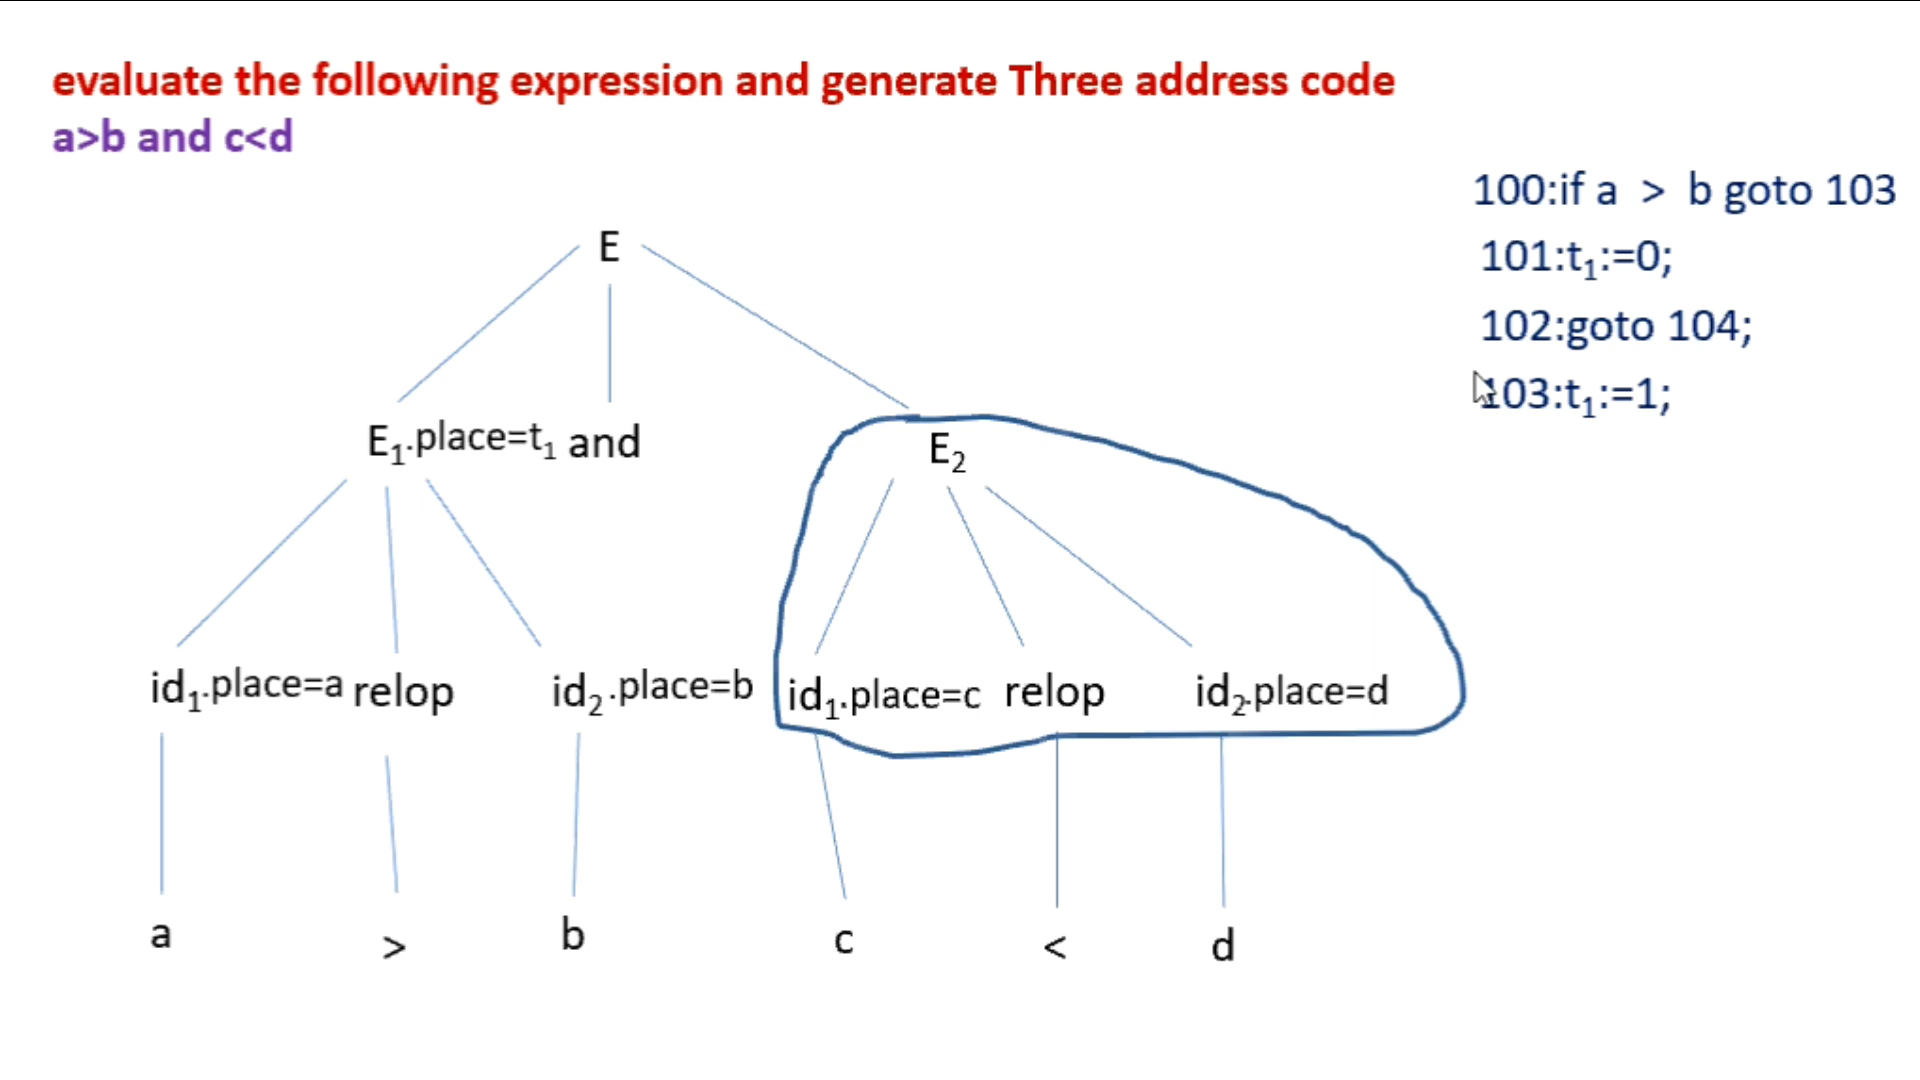 evaluate the following expression and generate Three address code
a>b and c<d
100:if a > b goto 103
101:t₁:=0;
102:goto 104;
103:t₁:=1;
E
E₁.place=t₁ and
E₂
id₁.place=a relop id₂.place=b id₁.place=c relop id₂.place=d
a > b c < d